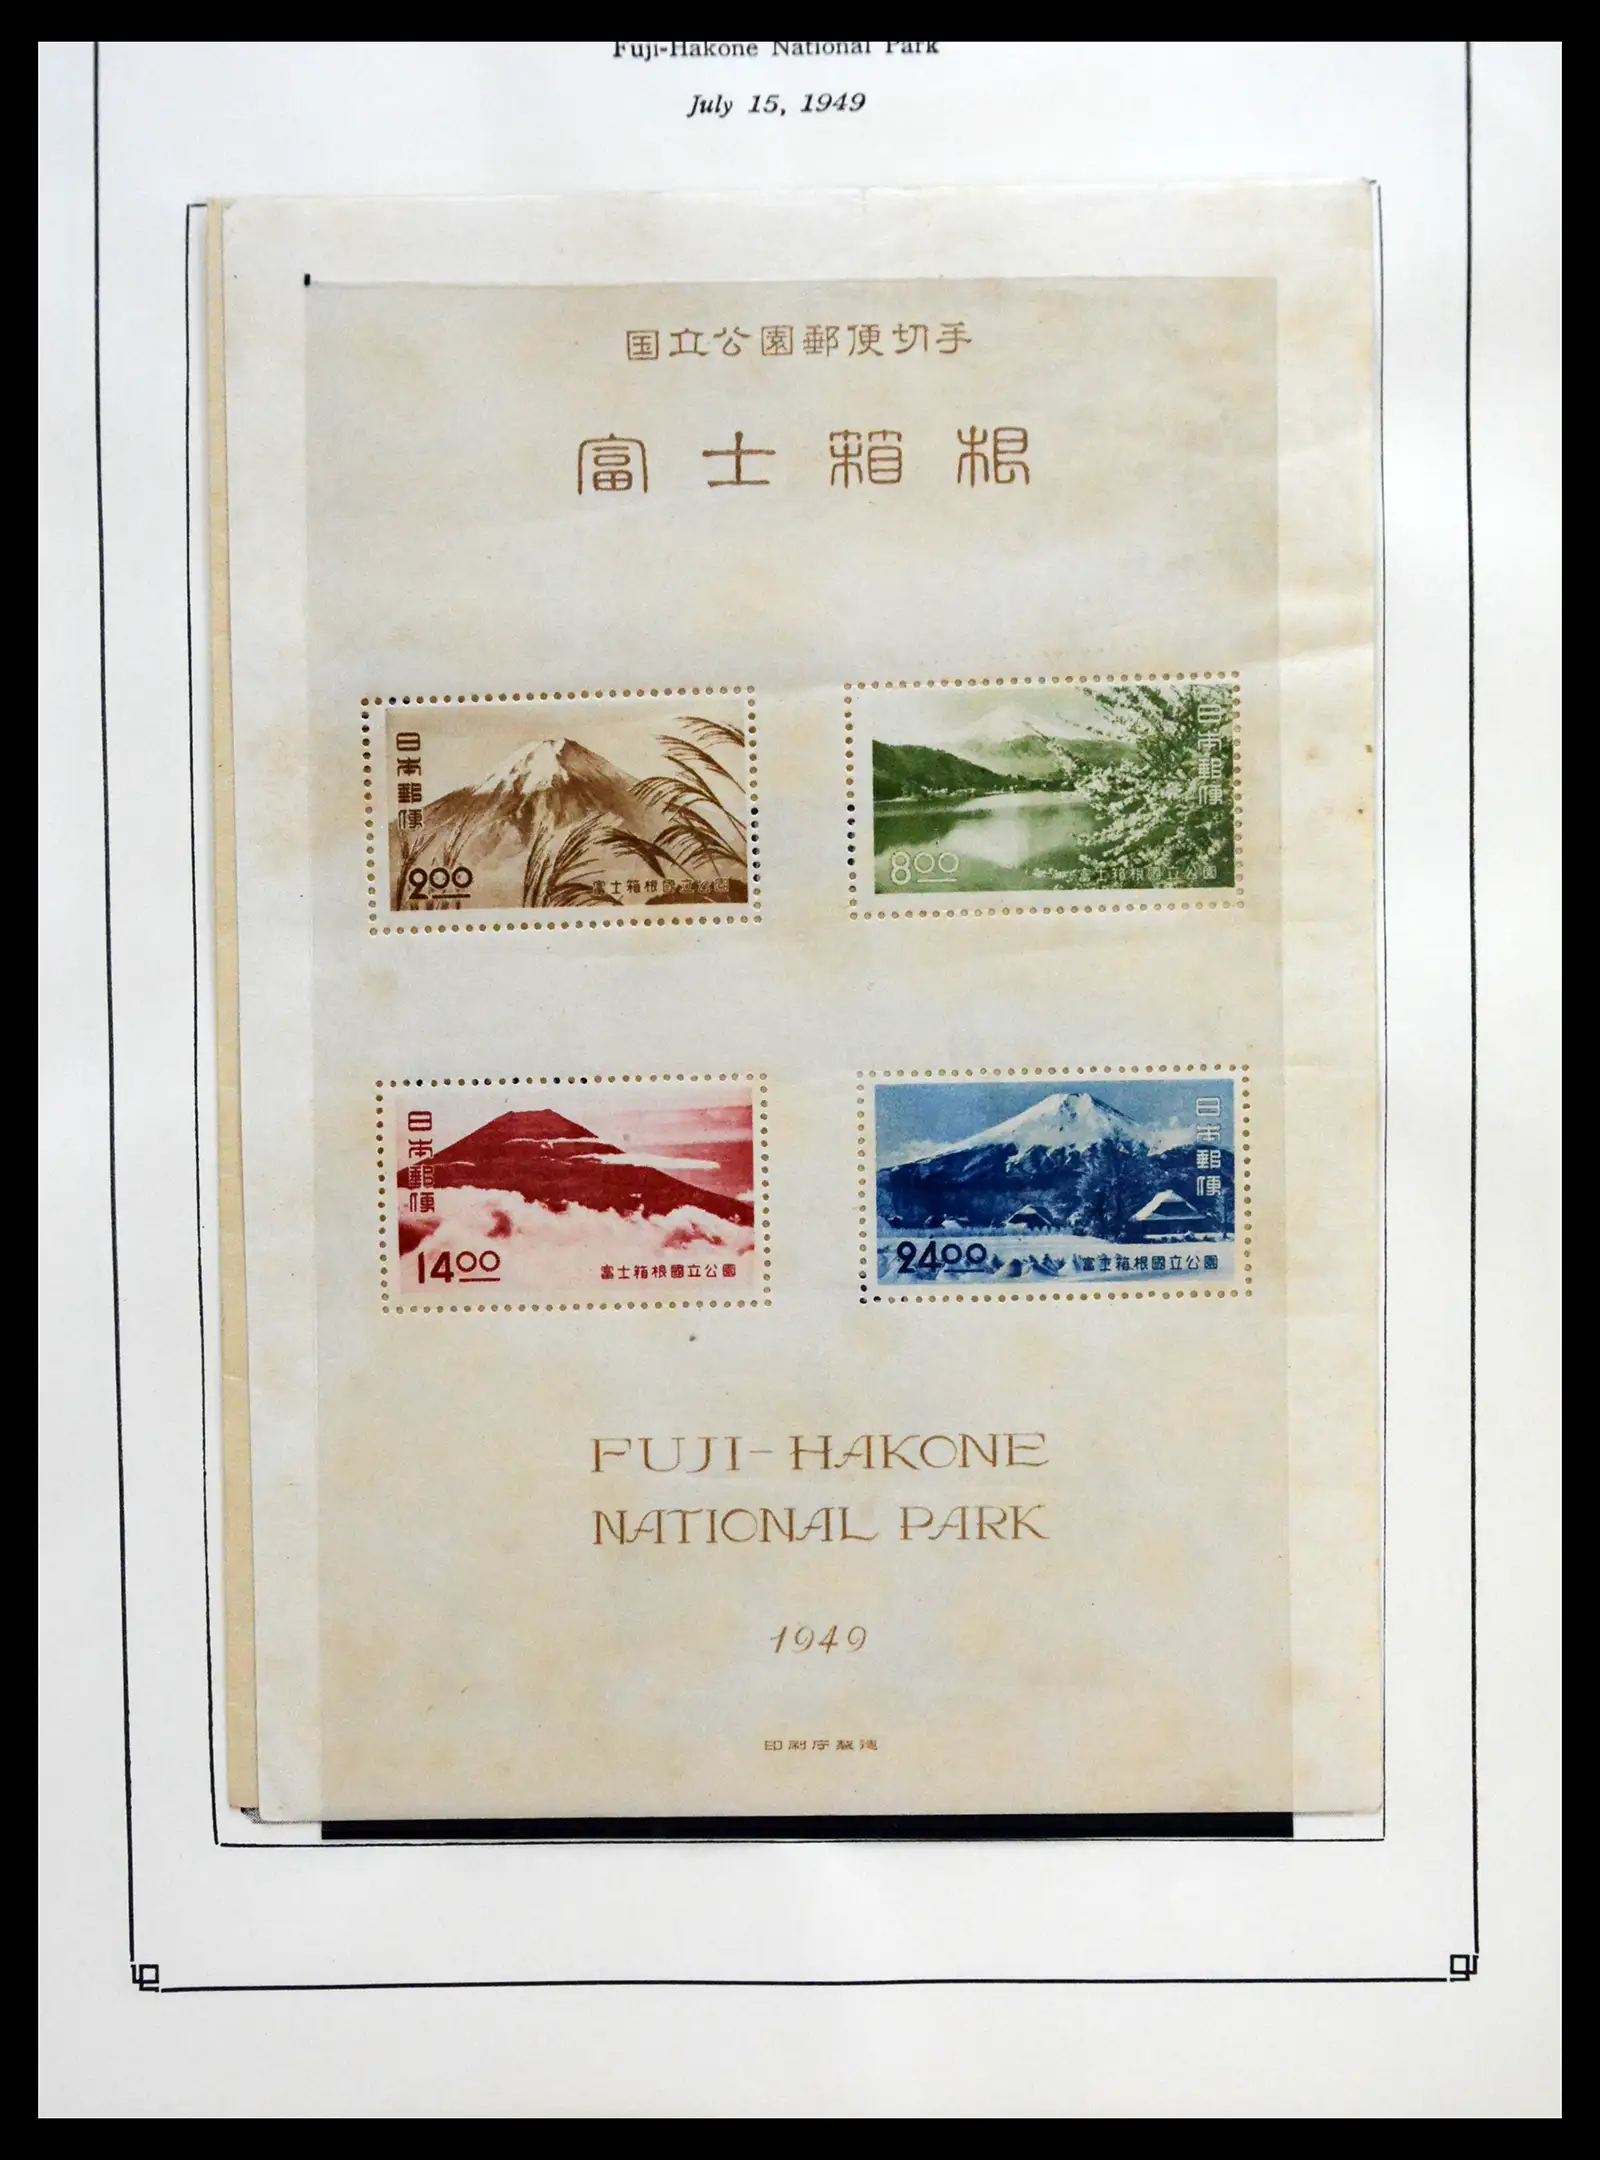 Fuji-Hakone National Park
July 15, 1949
国立公園郵便切手
富士箱根
日本郵便
2.00
富士箱根國立公園
日本郵便
8.00
富士箱根國立公園
日本郵便
14.00
富士箱根國立公園
日本郵便
24.00
富士箱根國立公園
FUJI-HAKONE
NATIONAL PARK
1949
印刷庁製造